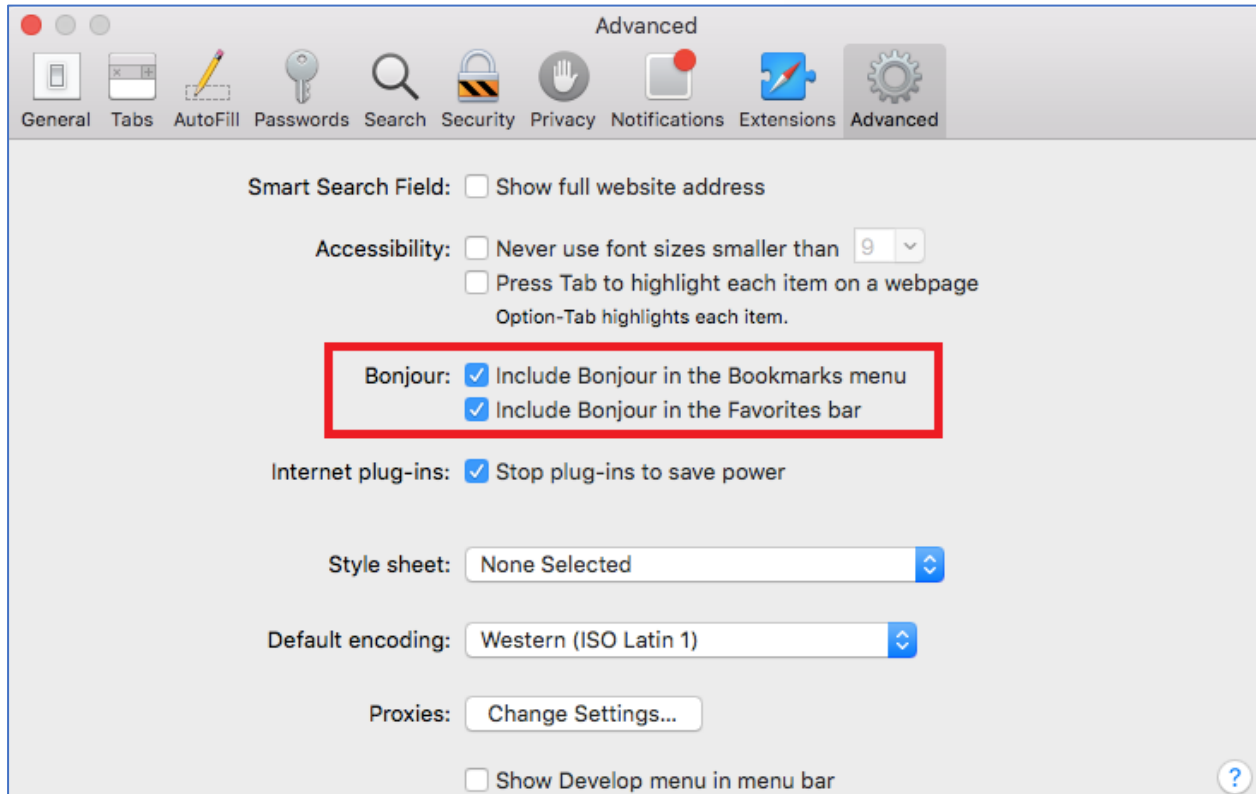 Advanced
General Tabs AutoFill Passwords Search Security Privacy Notifications Extensions Advanced
Smart Search Field: Show full website address
Accessibility: Never use font sizes smaller than 9
Press Tab to highlight each item on a webpage
Option-Tab highlights each item.
Bonjour: Include Bonjour in the Bookmarks menu
Include Bonjour in the Favorites bar
Internet plug-ins: Stop plug-ins to save power
Style sheet: None Selected
Default encoding: Western (ISO Latin 1)
Proxies: Change Settings...
Show Develop menu in menu bar ?